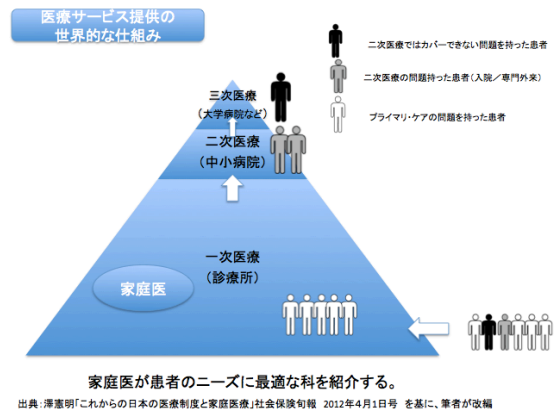 医療サービス提供の
世界的な仕組み
二次医療ではカバーできない問題を持った患者
二次医療の問題持った患者(入院/専門外来)
プライマリ・ケアの問題を持った患者
三次医療
(大学病院など)
二次医療
(中小病院)
一次医療
(診療所)
家庭医
家庭医が患者のニーズに最適な科を紹介する。
出典:澤憲明「これからの日本の医療制度と家庭医療」社会保険旬報 2012年4月1日号 を基に、筆者が改編